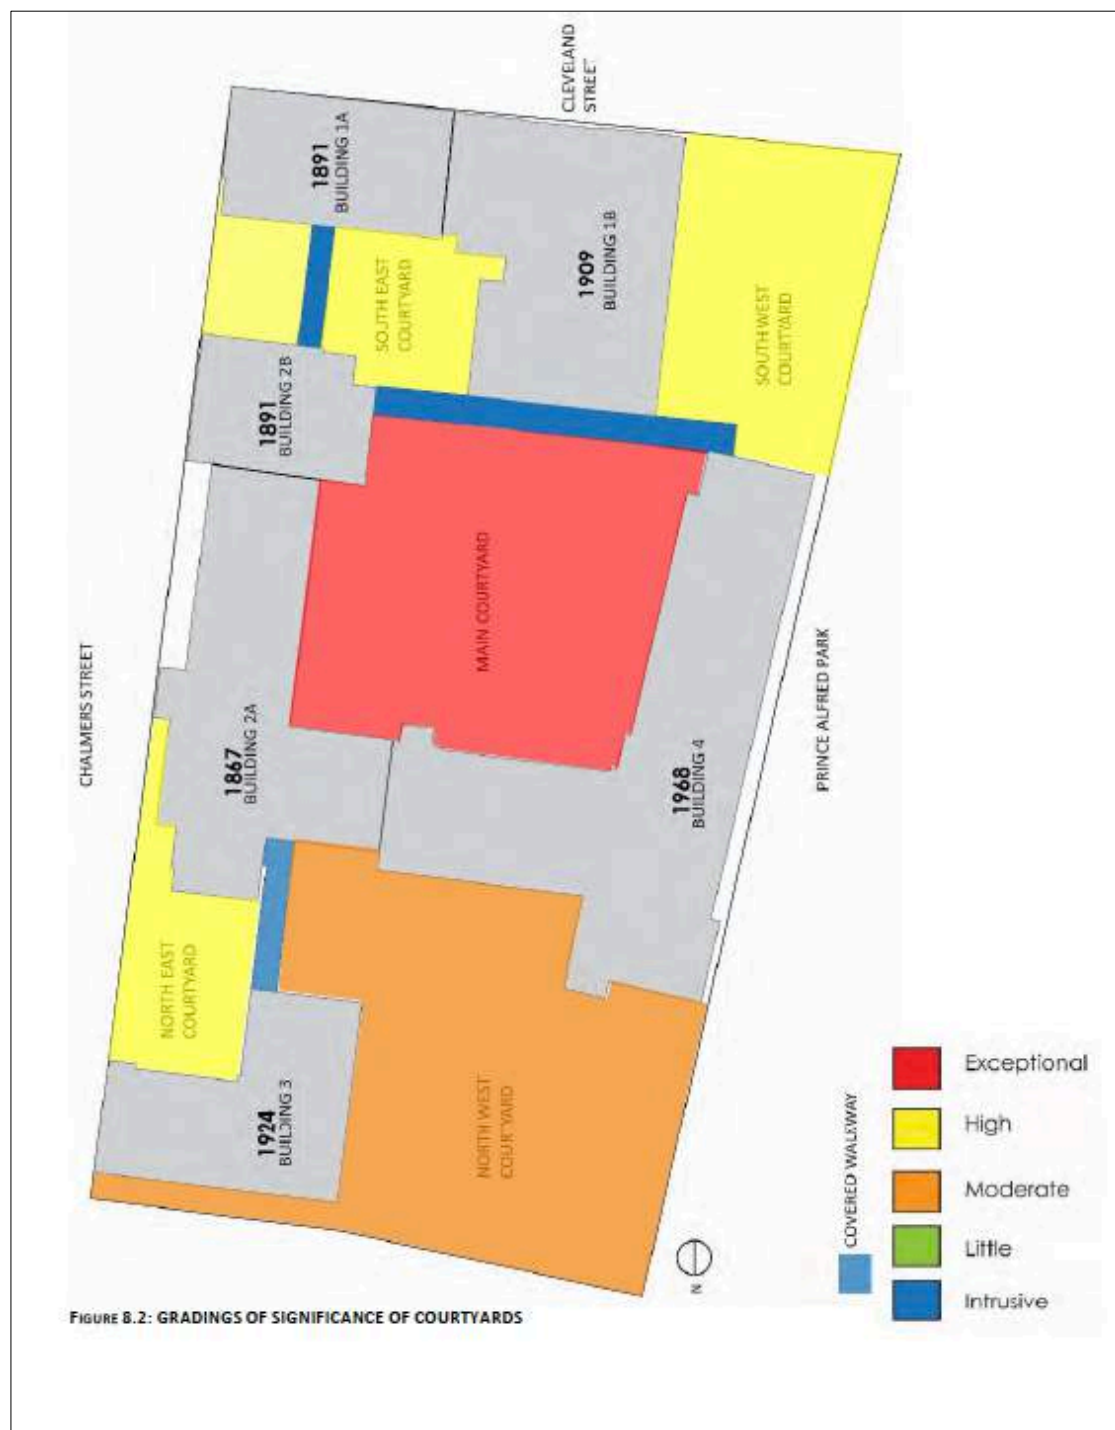 CLEVELAND
STREET
1891
BUILDING 1A
1909
BUILDING 1B
SOUTH EAST
COURTYARD
SOUTH WEST
COURTYARD
1891
BUILDING 2B
MAIN COURTYARD
CHALMERS STREET
1867
BUILDING 2A
1968
BUILDING 4
PRINCE ALFRED PARK
NORTH EAST
COURTYARD
1924
BUILDING 3
NORTH WEST
COURTYARD
N
COVERED WALKWAY
Exceptional
High
Moderate
Little
Intrusive
FIGURE 8.2: GRADINGS OF SIGNIFICANCE OF COURTYARDS